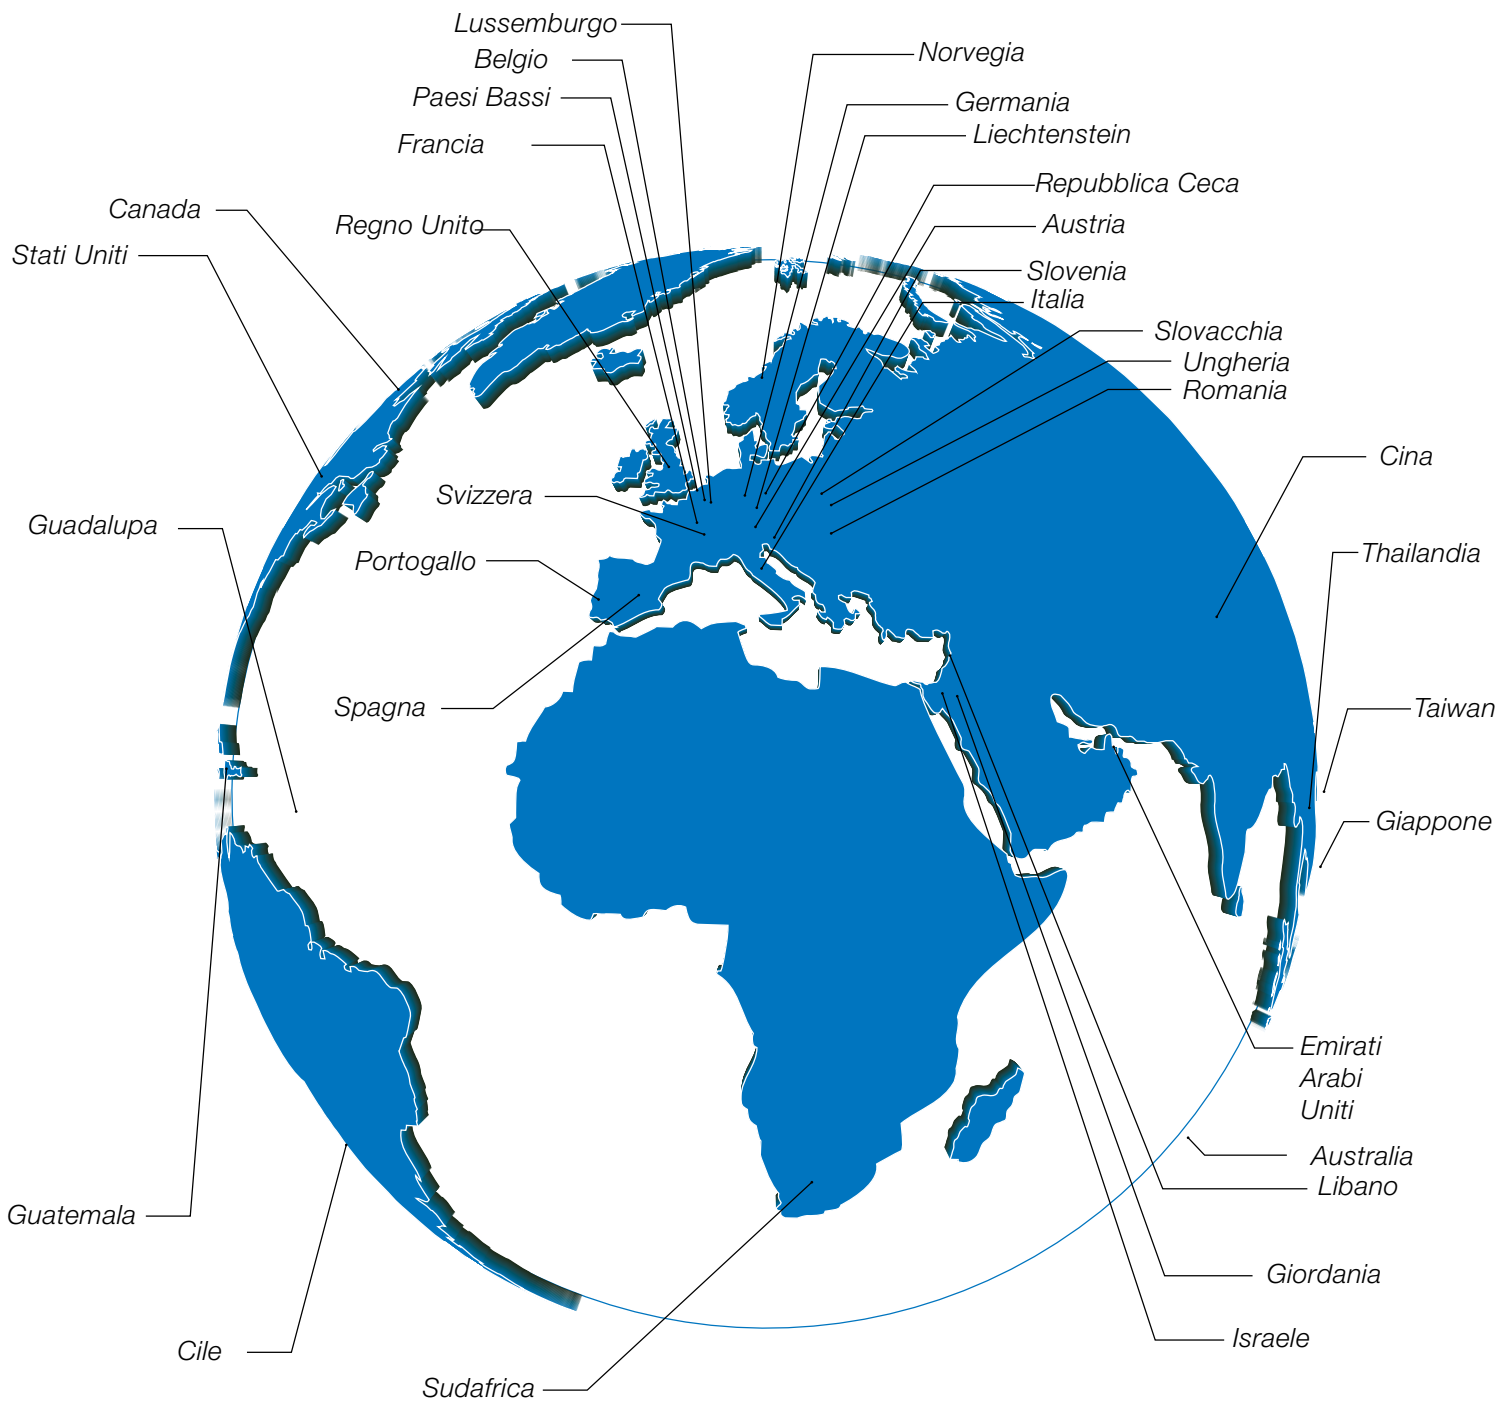 Lussemburgo
Belgio
Paesi Bassi
Francia
Regno Unito
Canada
Stati Uniti
Norvegia
Germania
Liechtenstein
Repubblica Ceca
Austria
Slovenia
Italia
Slovacchia
Ungheria
Romania
Cina
Svizzera
Guadalupa
Portogallo
Thailandia
Spagna
Taiwan
Giappone
Emirati
Arabi
Uniti
Australia
Libano
Guatemala
Giordania
Israele
Cile
Sudafrica